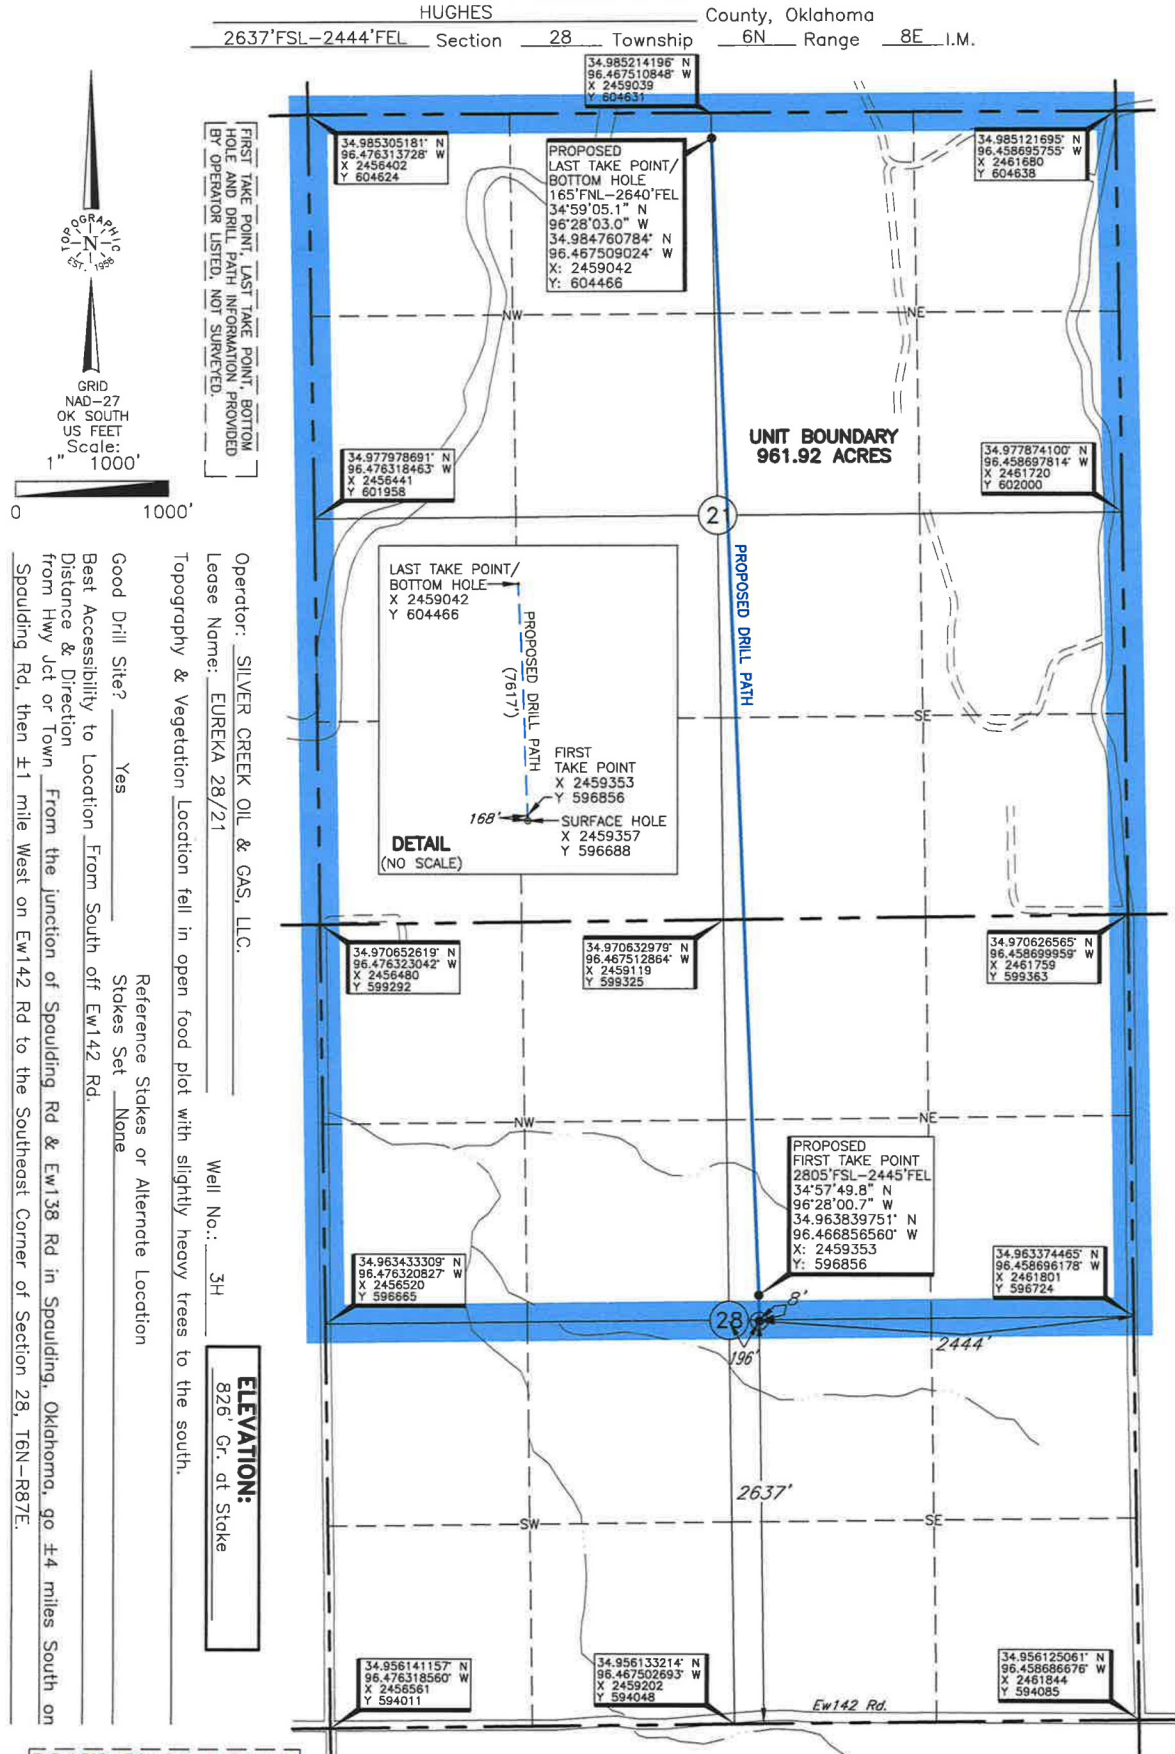 HUGHES County, Oklahoma
2637'FSL-2444'FEL Section 28 Township 6N Range 8E I.M.
34.985214196° N
96.467510848° W
X 2459039
Y 604631
34.985305181° N
96.476313728° W
X 2456402
Y 604624
PROPOSED
LAST TAKE POINT/
BOTTOM HOLE
165'FNL-2640'FEL
34°59'05.1" N
96°28'03.0" W
34.984760784° N
96.467509024° W
X: 2459042
Y: 604466
34.985121695° N
96.458695755° W
X 2461680
Y 604638
FIRST TAKE POINT, LAST TAKE POINT, BOTTOM
HOLE AND DRILL PATH INFORMATION PROVIDED
BY OPERATOR LISTED, NOT SURVEYED.
TOPOGRAPHIC
N
EST. 1958
GRID
NAD-27
OK SOUTH
US FEET
Scale:
1" 1000'
0 1000'
NW
NE
UNIT BOUNDARY
961.92 ACRES
34.977978691° N
96.476318463° W
X 2456441
Y 601958
34.977874100° N
96.458697814° W
X 2461720
Y 602000
21
PROPOSED DRILL PATH
LAST TAKE POINT/
BOTTOM HOLE
X 2459042
Y 604466
PROPOSED DRILL PATH
(7617')
FIRST
TAKE POINT
X 2459353
Y 596856
168'
SURFACE HOLE
X 2459357
Y 596688
DETAIL
(NO SCALE)
SE
34.970652619° N
96.476323042° W
X 2456480
Y 599292
34.970632979° N
96.467512864° W
X 2459119
Y 599325
34.970626565° N
96.458699959° W
X 2461759
Y 599363
NW
NE
PROPOSED
FIRST TAKE POINT
2805'FSL-2445'FEL
34°57'49.8" N
96°28'00.7" W
34.963839751° N
96.466856560° W
X: 2459353
Y: 596856
34.963433309° N
96.476320827° W
X 2456520
Y 596665
34.963374465° N
96.458696178° W
X 2461801
Y 596724
28
8'
196'
2444'
2637'
SW
SE
34.956141157° N
96.476318560° W
X 2456561
Y 594011
34.956133214° N
96.467502693° W
X 2459202
Y 594048
34.956125061° N
96.458686676° W
X 2461844
Y 594085
Ew142 Rd.
Operator: SILVER CREEK OIL & GAS, LLC.
Lease Name: EUREKA 28/21 Well No.: 3H
ELEVATION:
826' Gr. at Stake
Topography & Vegetation Location fell in open food plot with slightly heavy trees to the south.
Reference Stakes or Alternate Location
Good Drill Site? Yes Stakes Set None
Best Accessibility to Location From South off Ew142 Rd.
Distance & Direction
from Hwy Jct or Town From the junction of Spaulding Rd & Ew138 Rd in Spaulding, Oklahoma, go ±4 miles South on
Spaulding Rd, then ±1 mile West on Ew142 Rd to the Southeast Corner of Section 28, T6N-R87E.